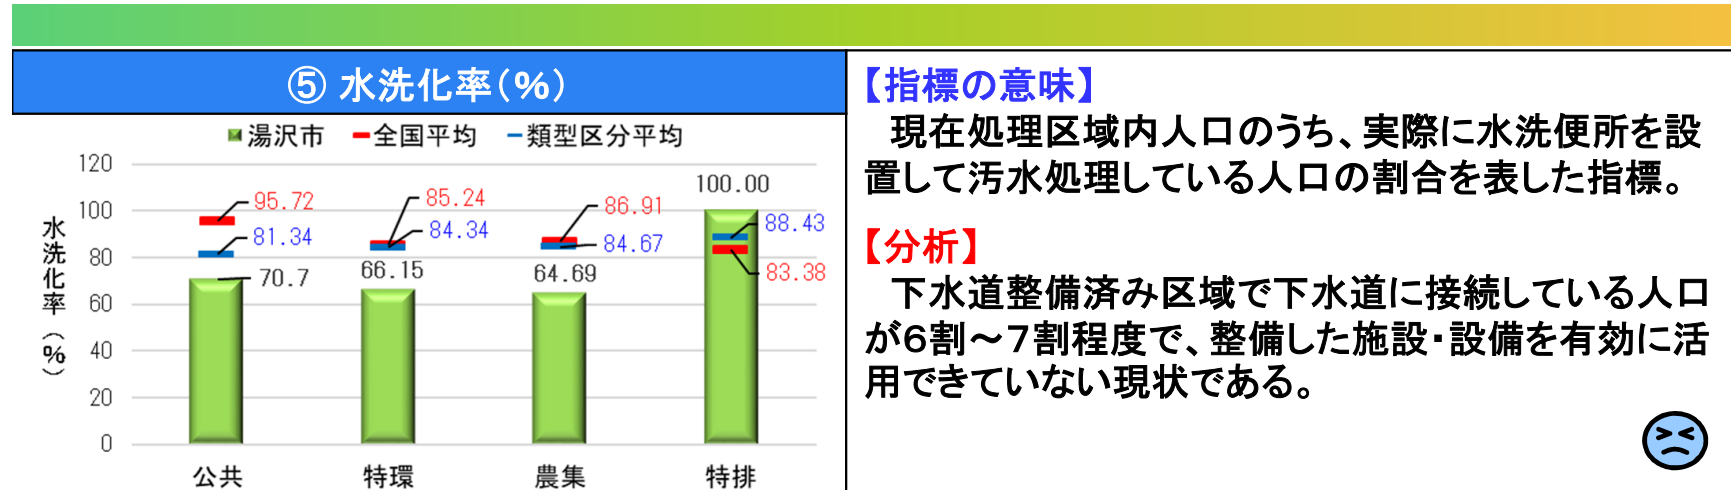 ⑤ 水洗化率(%)
湯沢市 全国平均 類型区分平均
水洗化率(%)
120
100
80
60
40
20
0
95.72
81.34
70.7
85.24
84.34
66.15
86.91
84.67
64.69
100.00
88.43
83.38
公共 特環 農集 特排
【指標の意味】
現在処理区域内人口のうち、実際に水洗便所を設
置して汚水処理している人口の割合を表した指標。
【分析】
下水道整備済み区域で下水道に接続している人口
が6割～7割程度で、整備した施設・設備を有効に活
用できていない現状である。